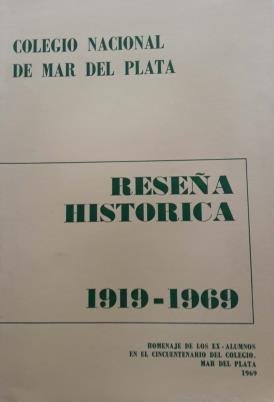 COLEGIO NACIONAL
DE MAR DEL PLATA
RESEÑA
HISTORICA
1919-1969
HOMENAJE DE LOS EX-ALUMNOS
EN EL CINCUENTENARIO DEL COLEGIO.
MAR DEL PLATA
1969